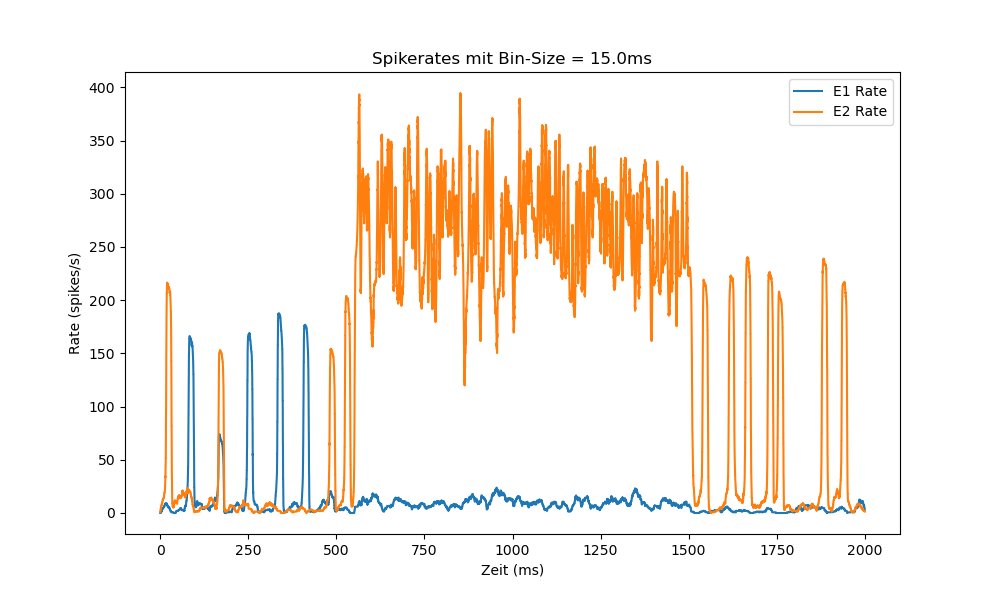 Spikerates mit Bin-Size = 15.0ms
E1 Rate
E2 Rate
400
350
300
250
200
150
100
50
0
Rate (spikes/s)
0 250 500 750 1000 1250 1500 1750 2000
Zeit (ms)